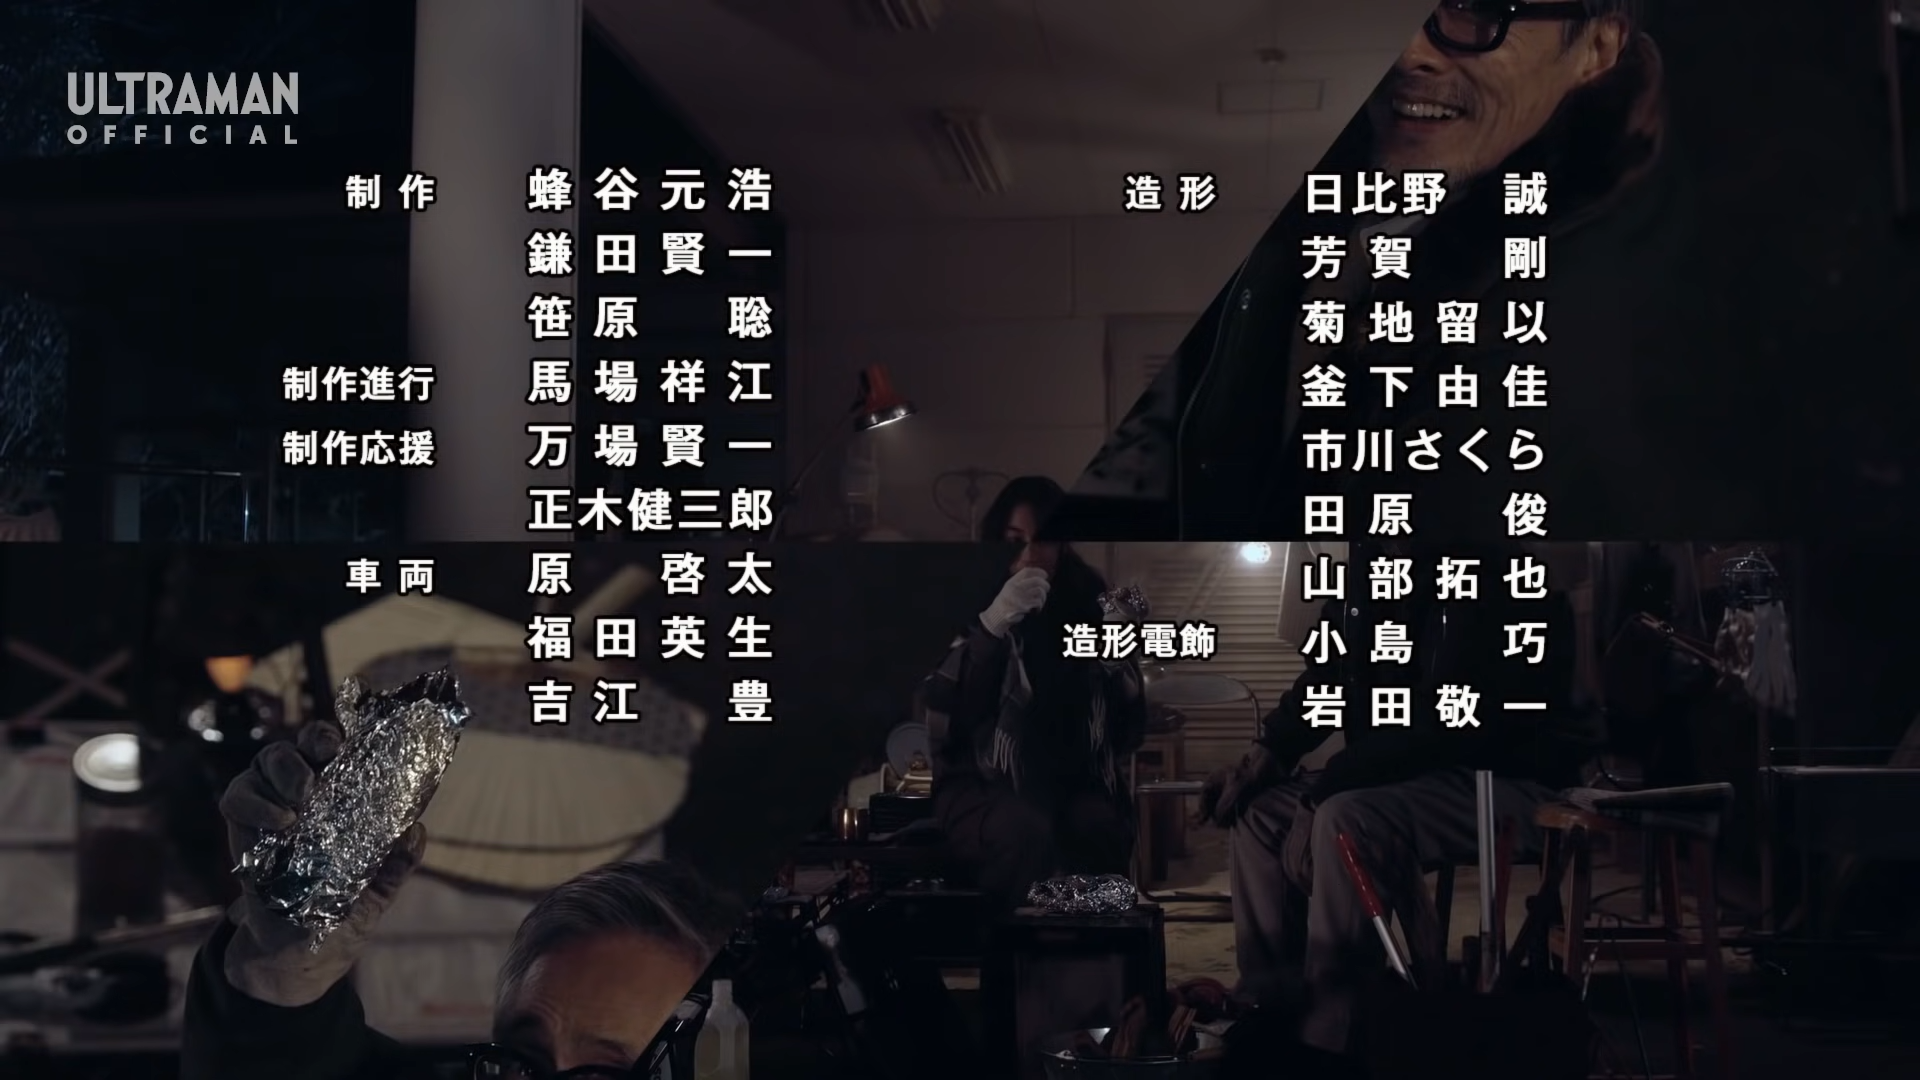 ULTRAMAN
OFFICIAL
制作 蜂谷元浩
鎌田賢一
笹原 聡
制作進行 馬場祥江
制作応援 万場賢一
正木健三郎
車両 原 啓太
福田英生
吉江 豊
造形 日比野 誠
芳賀 剛
菊地留以
釜下由佳
市川さくら
田原 俊
山部拓也
造形電飾 小島 巧
岩田敬一